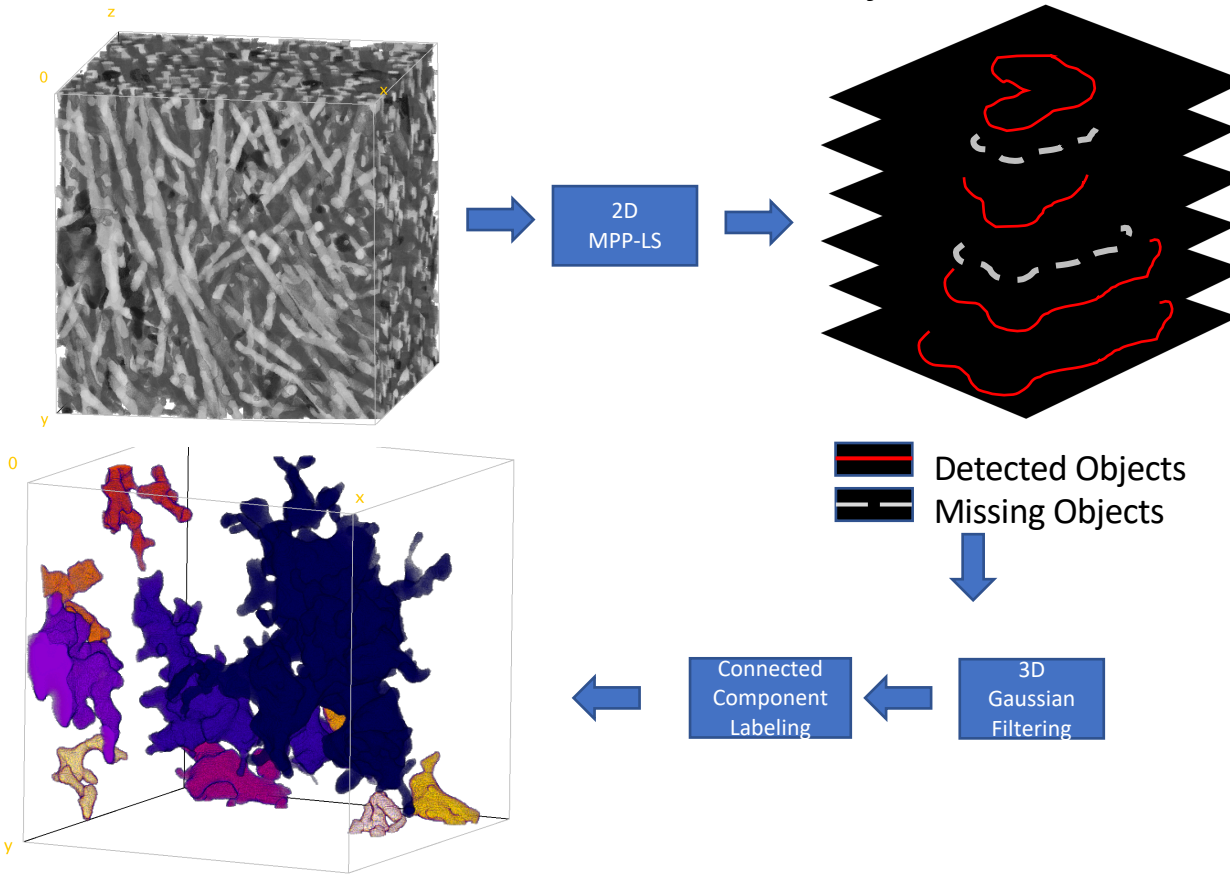 z
0
x
y
2D
MPP-LS
Detected Objects
Missing Objects
0
x
y
Connected
Component
Labeling
3D
Gaussian
Filtering